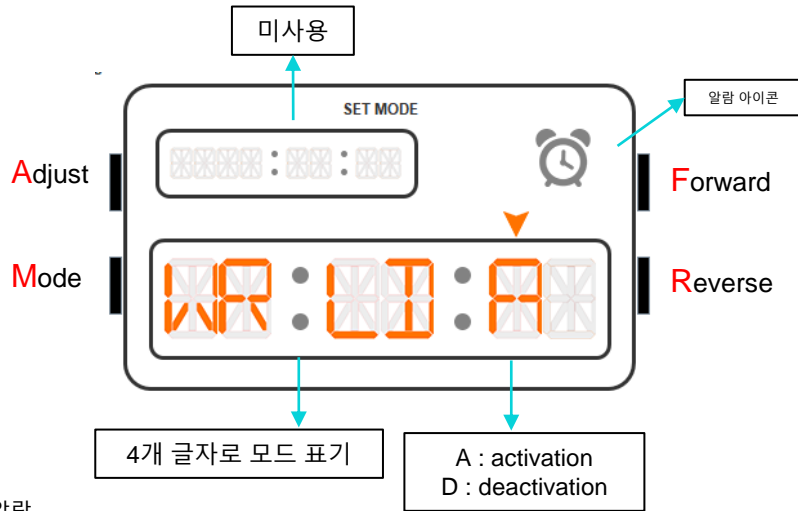 미사용
SET MODE
알람 아이콘
Adjust
Forward
Mode
Reverse
WR : LD : A
4개 글자로 모드 표기
A : activation
D : deactivation